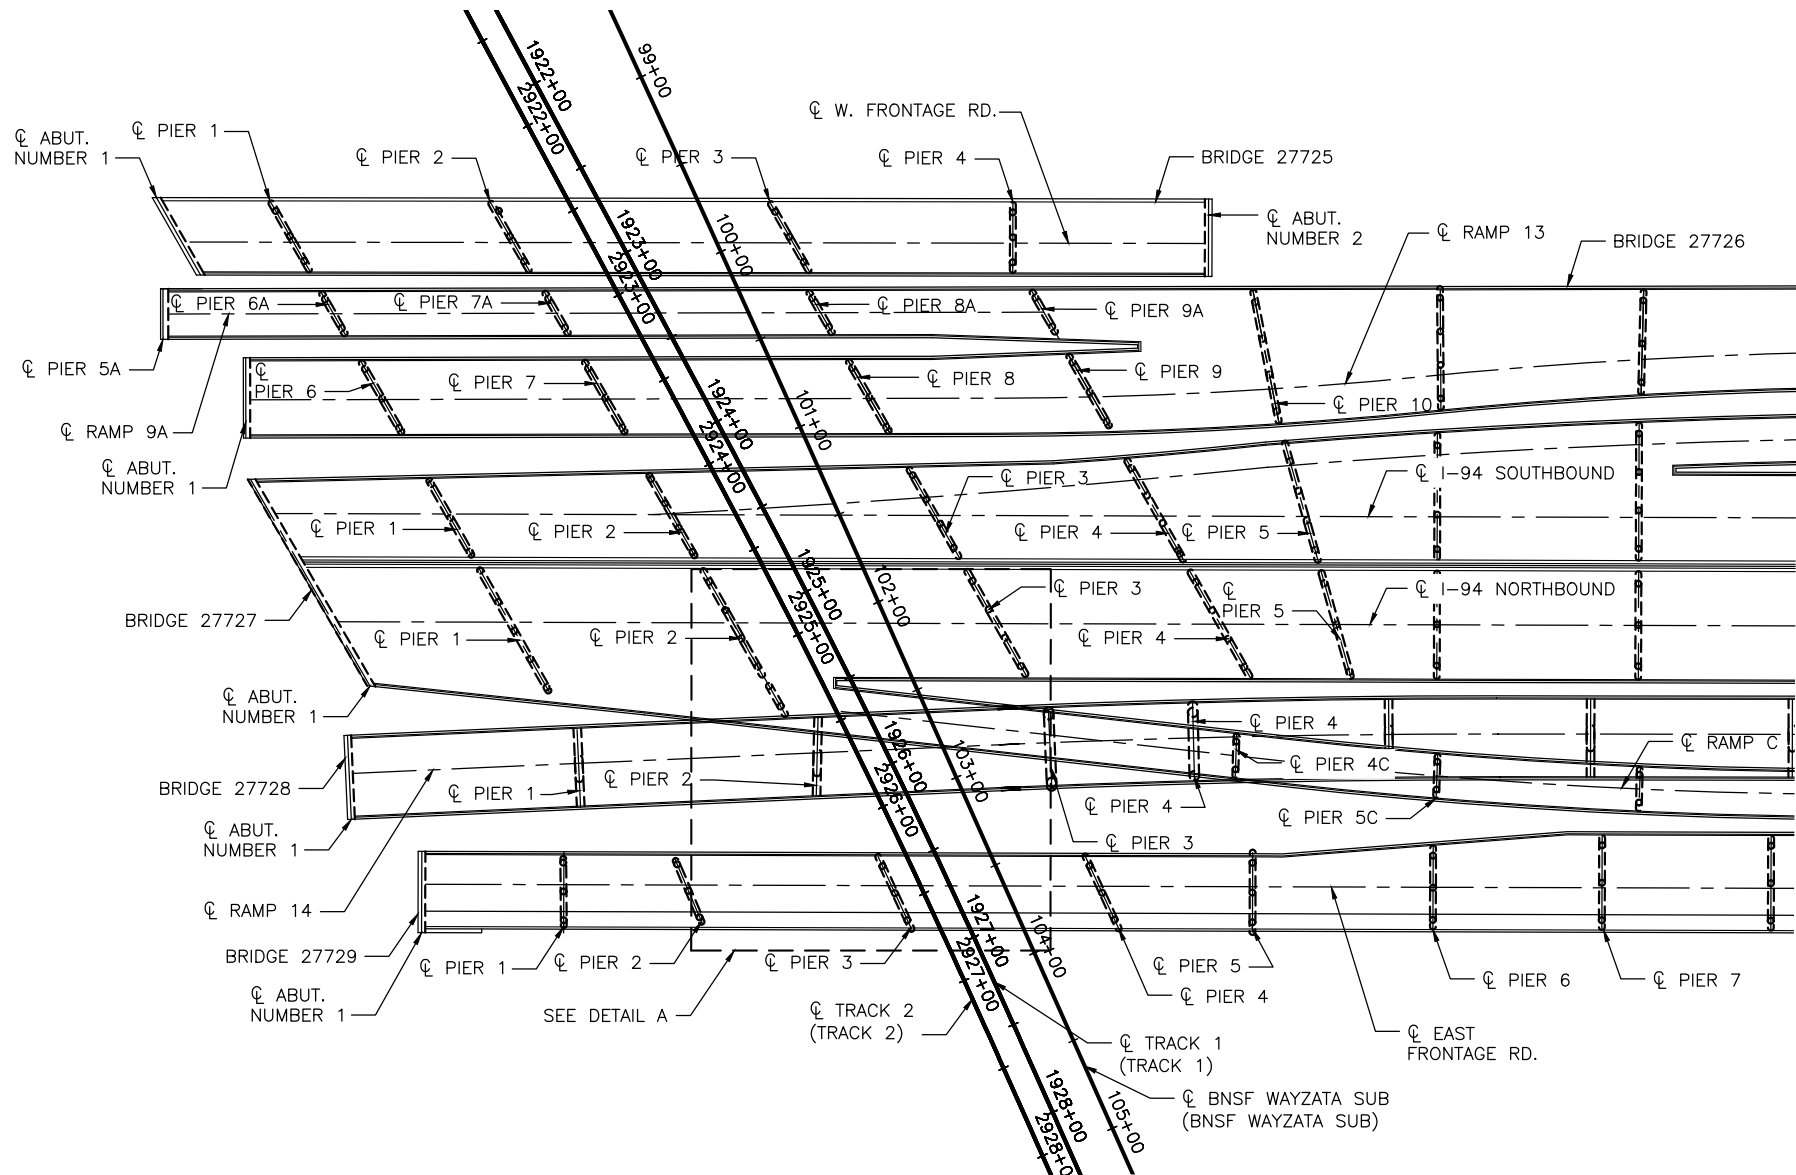 99+00
1922+00
2922+00
℄ W. FRONTAGE RD.
℄ ABUT.
NUMBER 1
℄ PIER 1
℄ PIER 2
℄ PIER 3
℄ PIER 4
BRIDGE 27725
℄ ABUT.
NUMBER 2
℄ RAMP 13
BRIDGE 27726
1923+00
2923+00
100+00
℄ PIER 6A
℄ PIER 7A
℄ PIER 8A
℄ PIER 9A
℄ PIER 5A
℄
PIER 6
℄ PIER 7
℄ PIER 8
℄ PIER 9
℄ PIER 10
℄ RAMP 9A
1924+00
2924+00
101+00
℄ ABUT.
NUMBER 1
℄ PIER 1
℄ PIER 2
℄ PIER 3
℄ PIER 4
℄ PIER 5
℄ I-94 SOUTHBOUND
1925+00
2925+00
102+00
℄ PIER 3
℄
PIER 5
℄ I-94 NORTHBOUND
BRIDGE 27727
℄ PIER 1
℄ PIER 2
℄ PIER 4
℄ ABUT.
NUMBER 1
1926+00
2926+00
103+00
℄ PIER 4
℄ RAMP C
℄ PIER 4C
BRIDGE 27728
℄ PIER 1
℄ PIER 2
℄ PIER 4
℄ PIER 5C
℄ ABUT.
NUMBER 1
℄ PIER 3
℄ RAMP 14
1927+00
2927+00
104+00
BRIDGE 27729
℄ PIER 1
℄ PIER 2
℄ PIER 3
℄ PIER 5
℄ PIER 4
℄ PIER 6
℄ PIER 7
℄ ABUT.
NUMBER 1
SEE DETAIL A
℄ TRACK 2
(TRACK 2)
℄ TRACK 1
(TRACK 1)
℄ EAST
FRONTAGE RD.
℄ BNSF WAYZATA SUB
(BNSF WAYZATA SUB)
1928+00
2928+0
105+00